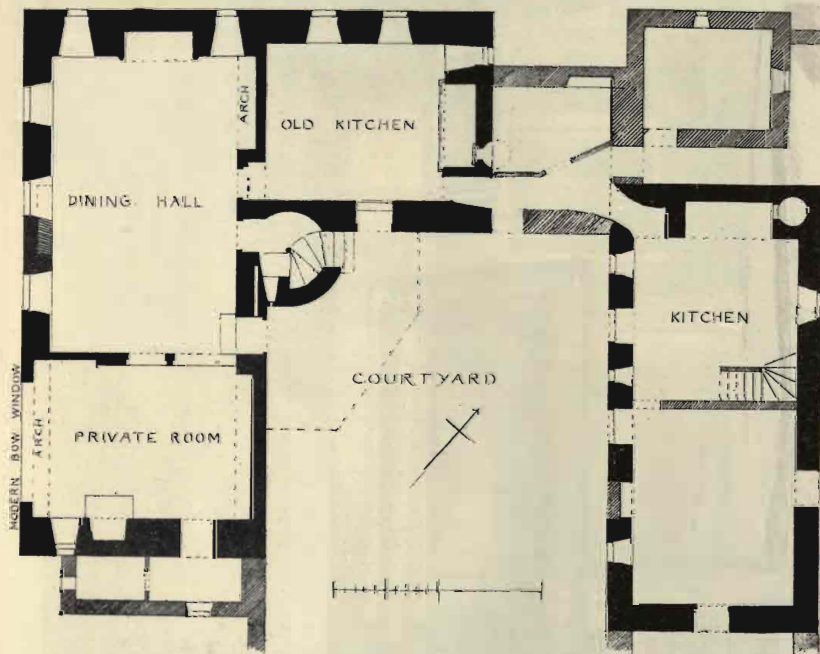 ARCH
OLD KITCHEN
DINING HALL
KITCHEN
COURTYARD
MODERN BOW WINDOW
ARCH
PRIVATE ROOM